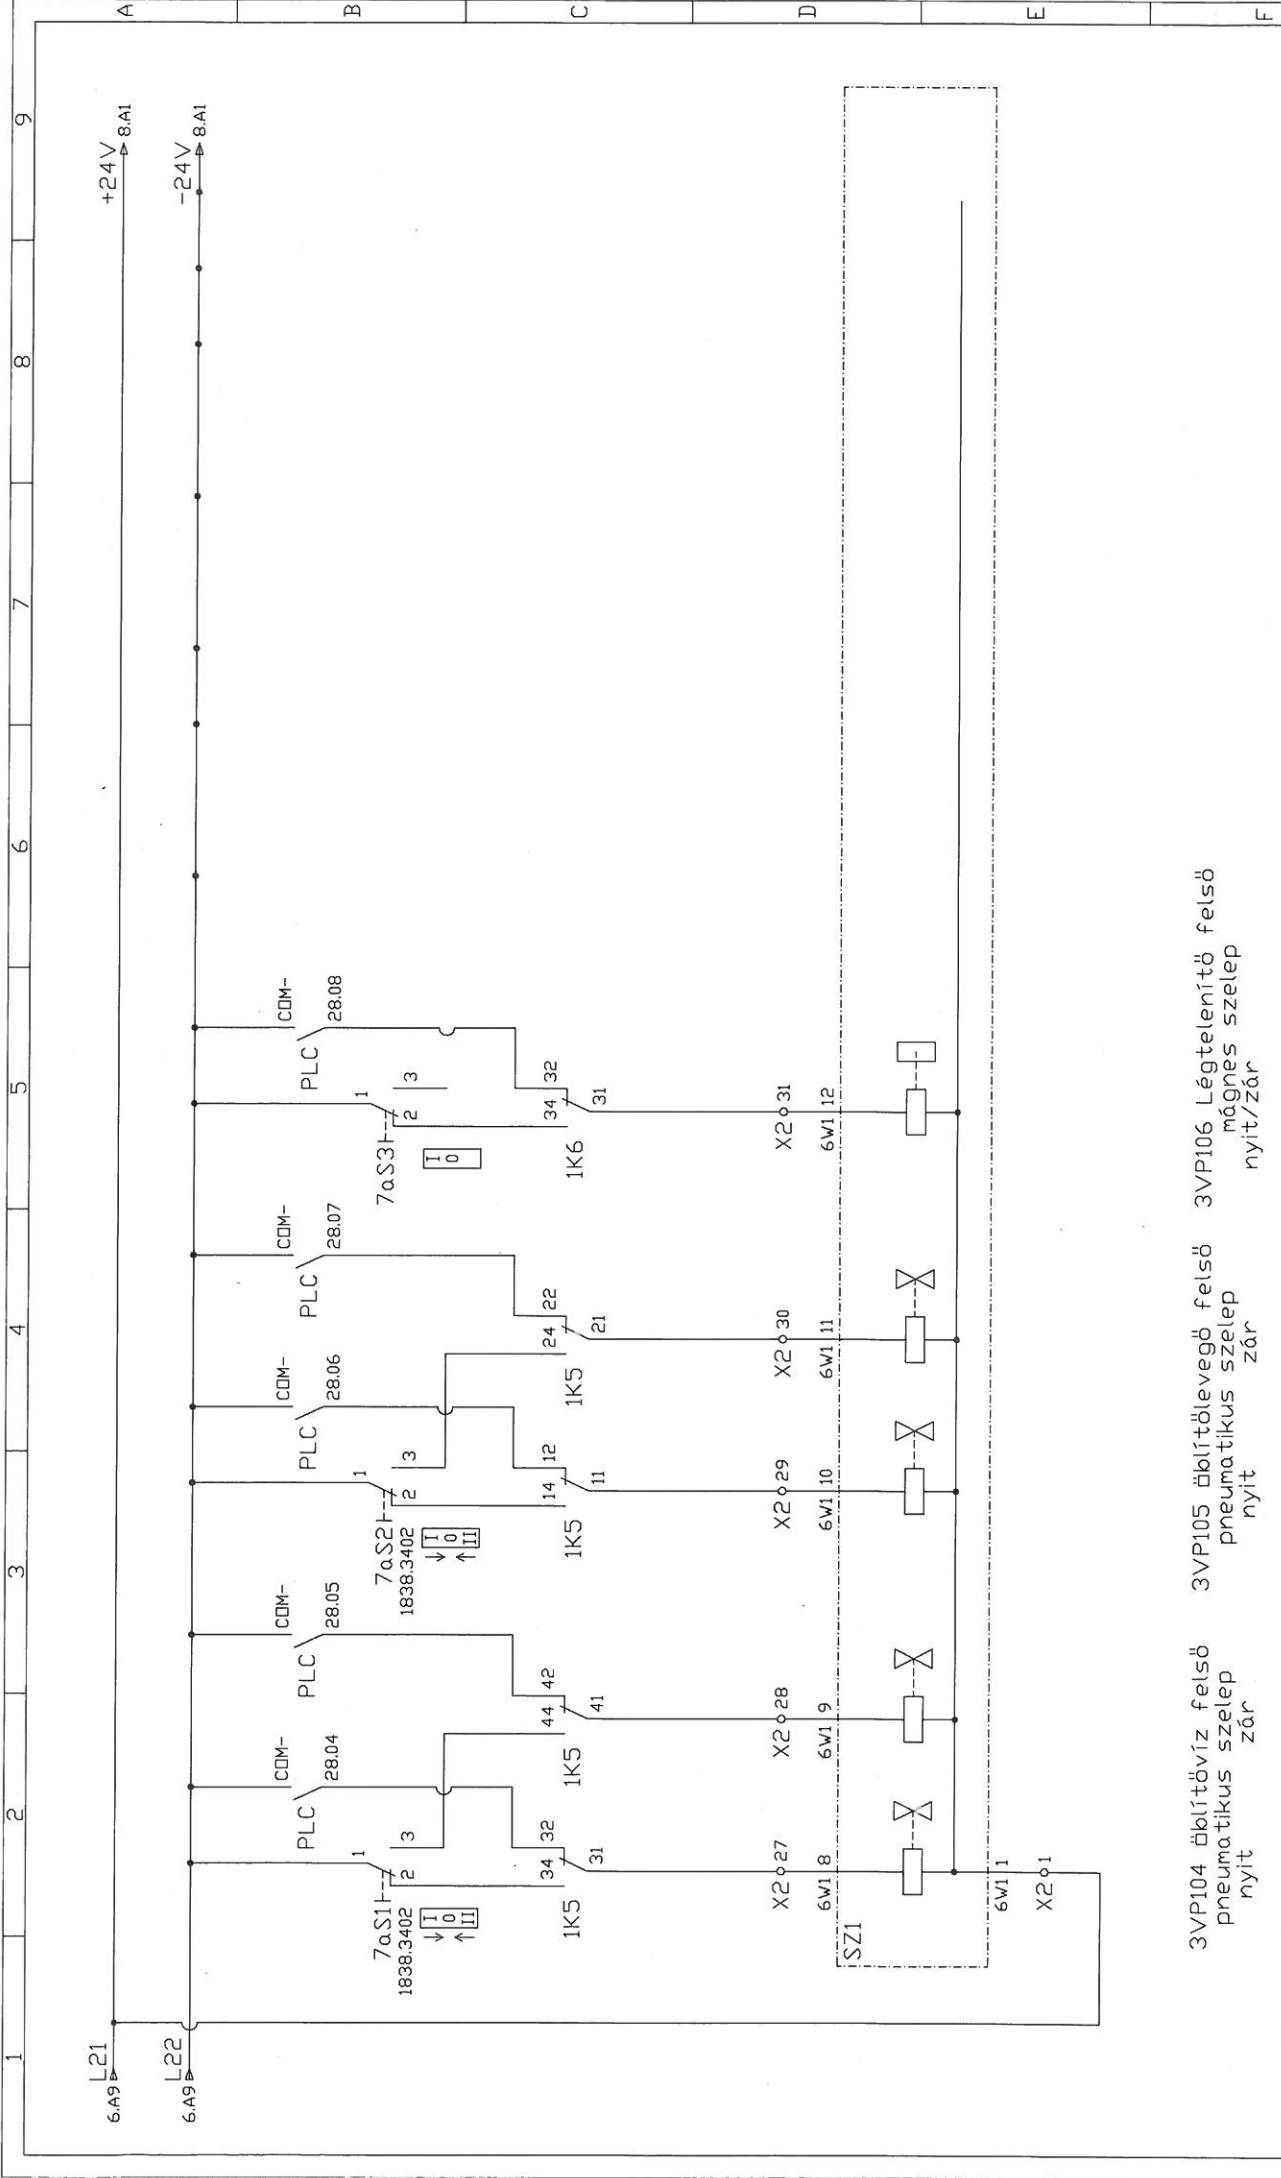 1 2 3 4 5 6 7 8 9
A
B
C
D
E
F
6.A9 L21
+24V 8.A1
6.A9 L22
-24V 8.A1
COM-
COM-
COM-
COM-
COM-
PLC 28.04
PLC 28.05
PLC 28.06
PLC 28.07
PLC 28.08
7aS1
1838.3402
1
2
3
I
0
II
7aS2
1838.3402
1
2
3
I
0
II
7aS3
1
2
3
I
0
34 32
1K5 31
44 42
1K5 41
14 12
1K5 11
24 22
1K5 21
34 32
1K6 31
X2 27
X2 28
X2 29
X2 30
X2 31
6W1 8
6W1 9
6W1 10
6W1 11
6W1 12
SZ1
6W1 1
X2 1
3VP104 öblítővíz felső
pneumatikus szelep
nyit zár
3VP105 öblítőlevegő felső
pneumatikus szelep
nyit zár
3VP106 Légtelenítő felső
mágnes szelep
nyit/zár